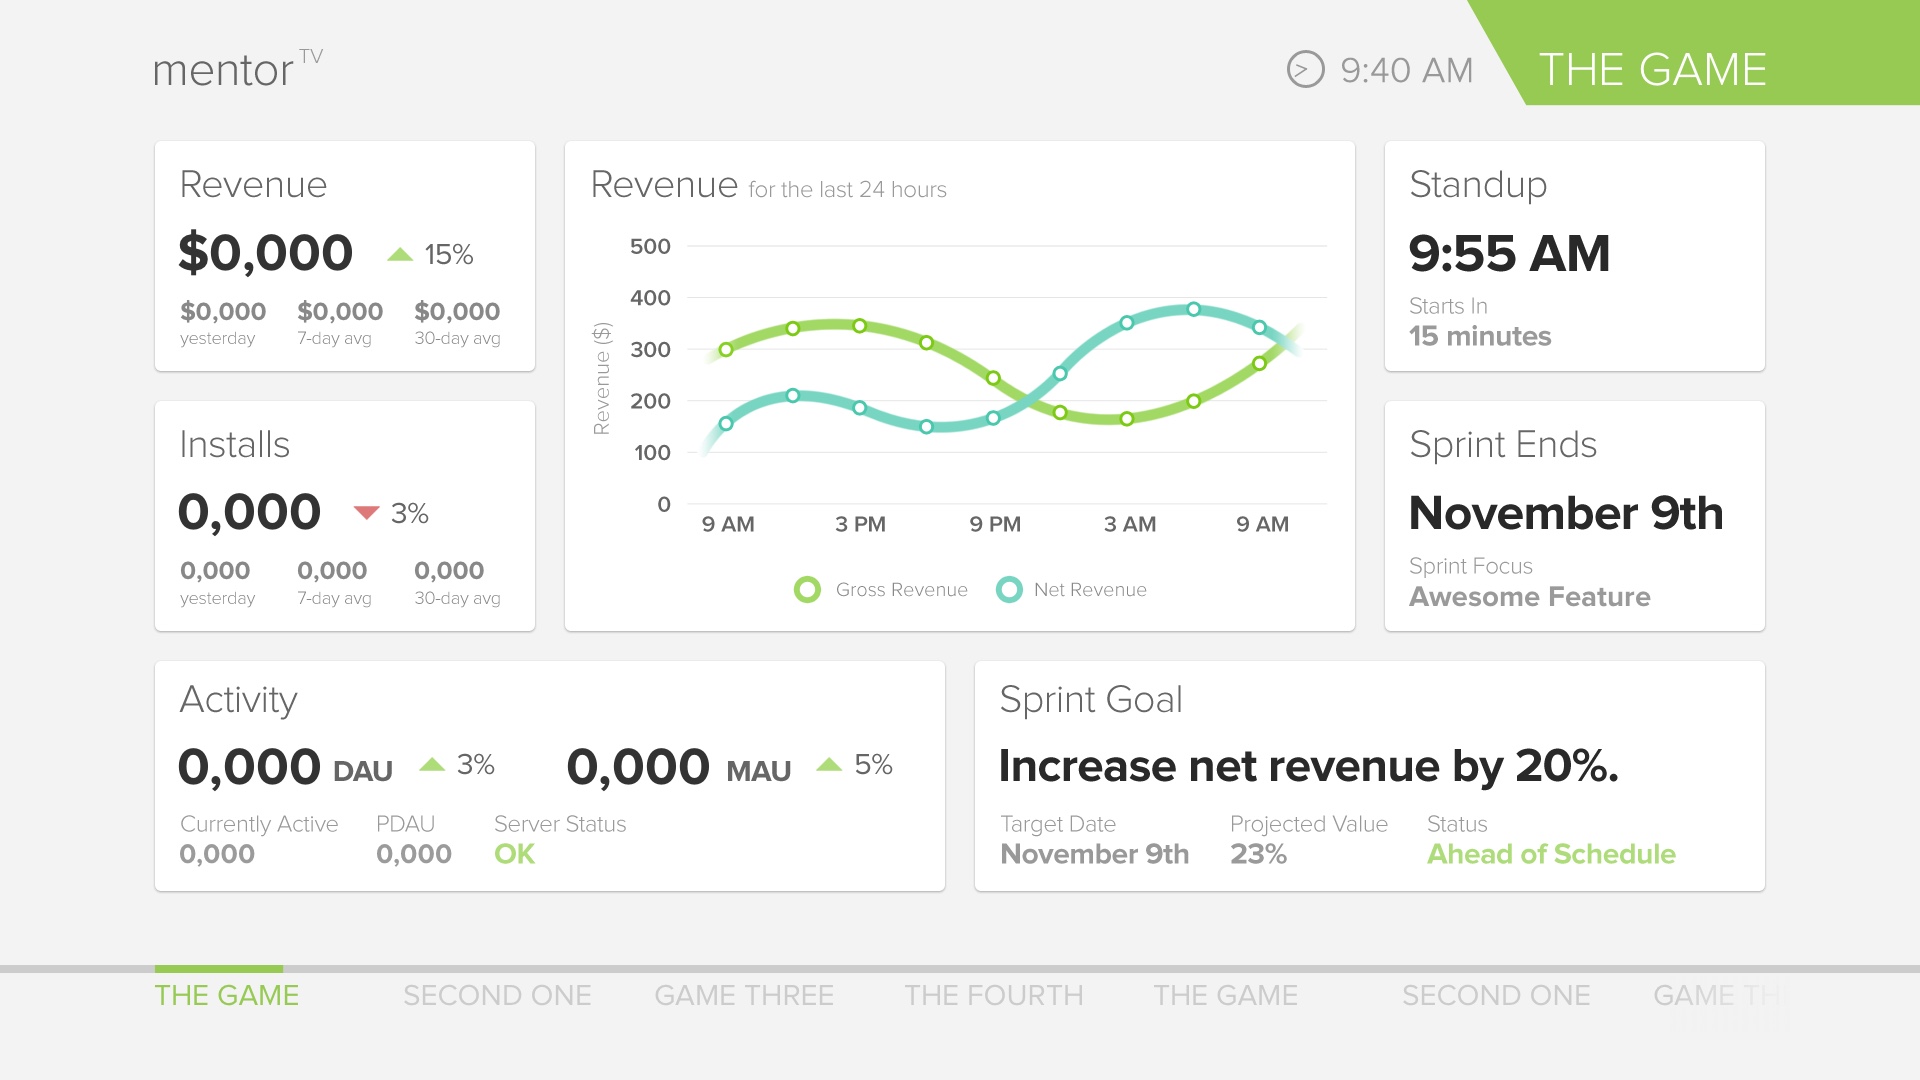 mentor TV
9:40 AM
THE GAME
Revenue
$0,000 15%
$0,000 $0,000 $0,000
yesterday 7-day avg 30-day avg
Installs
0,000 3%
0,000 0,000 0,000
yesterday 7-day avg 30-day avg
Revenue for the last 24 hours
Revenue ($)
500
400
300
200
100
0
9 AM 3 PM 9 PM 3 AM 9 AM
Gross Revenue Net Revenue
Standup
9:55 AM
Starts In
15 minutes
Sprint Ends
November 9th
Sprint Focus
Awesome Feature
Activity
0,000 DAU 3% 0,000 MAU 5%
Currently Active PDAU Server Status
0,000 0,000 OK
Sprint Goal
Increase net revenue by 20%.
Target Date Projected Value Status
November 9th 23% Ahead of Schedule
THE GAME SECOND ONE GAME THREE THE FOURTH THE GAME SECOND ONE GAME TH